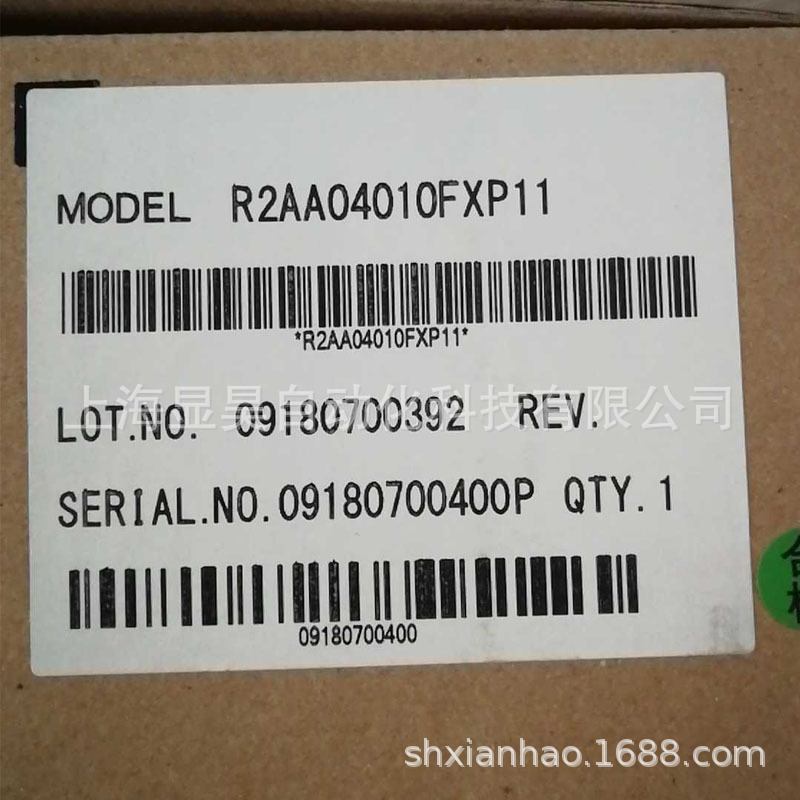 MODEL R2AA04010FXP11
*R2AA04010FXP11*
上海显昊自动化科技有限公司
LOT.NO. 09180700392 REV.
SERIAL.NO.09180700400P QTY.1
09180700400
合
shxianhao.1688.com